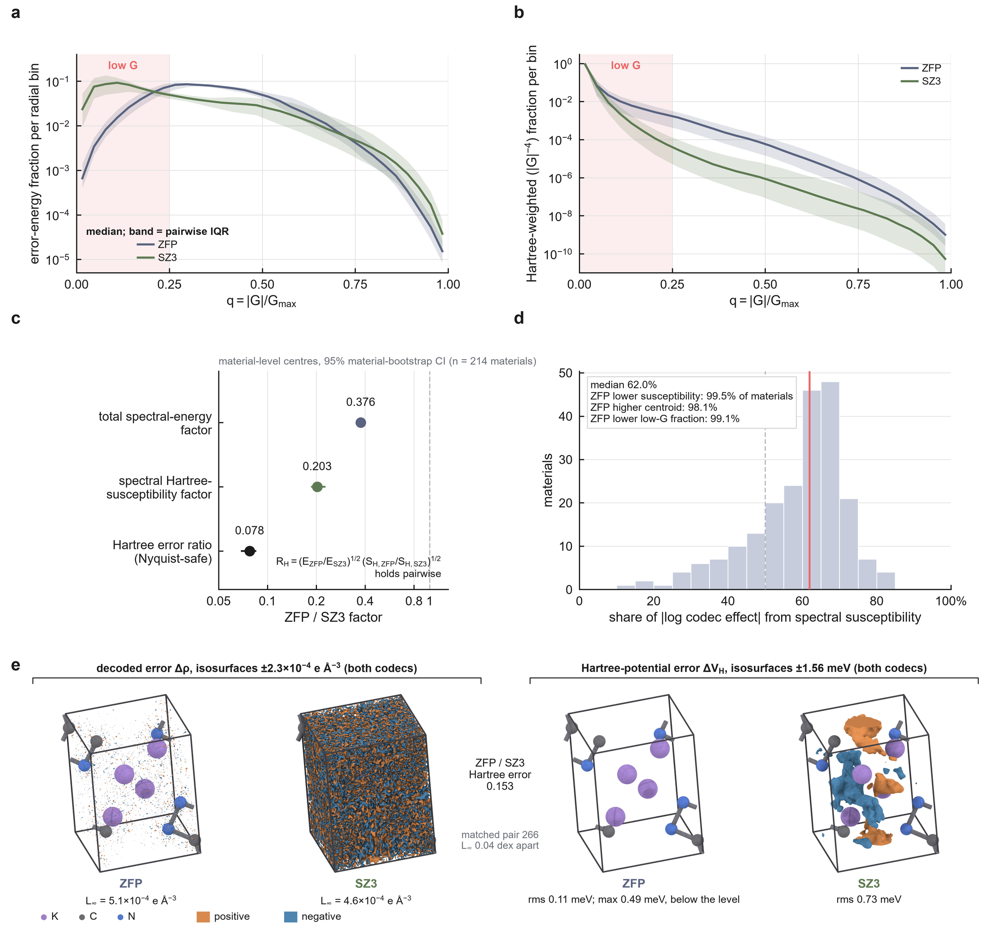 a
error-energy fraction per radial bin
low G
10⁻¹
10⁻²
10⁻³
10⁻⁴
10⁻⁵
median; band = pairwise IQR
ZFP
SZ3
0.00
0.25
0.50
0.75
1.00
q = |G|/Gmax
b
Hartree-weighted (|G|⁻⁴) fraction per bin
low G
10⁰
10⁻²
10⁻⁴
10⁻⁶
10⁻⁸
10⁻¹⁰
ZFP
SZ3
0.00
0.25
0.50
0.75
1.00
q = |G|/Gmax
c
material-level centres, 95% material-bootstrap CI (n = 214 materials)
total spectral-energy
factor
0.376
spectral Hartree-
susceptibility factor
0.203
Hartree error ratio
(Nyquist-safe)
0.078
R_H = (E_ZFP/E_SZ3)^1/2 (S_H, ZFP/S_H, SZ3)^1/2
holds pairwise
0.05
0.1
0.2
0.4
0.8
1
ZFP / SZ3 factor
d
materials
50
40
30
20
10
0
median 62.0%
ZFP lower susceptibility: 99.5% of materials
ZFP higher centroid: 98.1%
ZFP lower low-G fraction: 99.1%
0
20
40
60
80
100%
share of |log codec effect| from spectral susceptibility
e
decoded error Δρ, isosurfaces ±2.3×10⁻⁴ e Å⁻³ (both codecs)
Hartree-potential error ΔV_H, isosurfaces ±1.56 meV (both codecs)
ZFP / SZ3
Hartree error
0.153
matched pair 266
L∞ 0.04 dex apart
ZFP
L∞ = 5.1×10⁻⁴ e Å⁻³
SZ3
L∞ = 4.6×10⁻⁴ e Å⁻³
ZFP
rms 0.11 meV; max 0.49 meV, below the level
SZ3
rms 0.73 meV
K
C
N
positive
negative